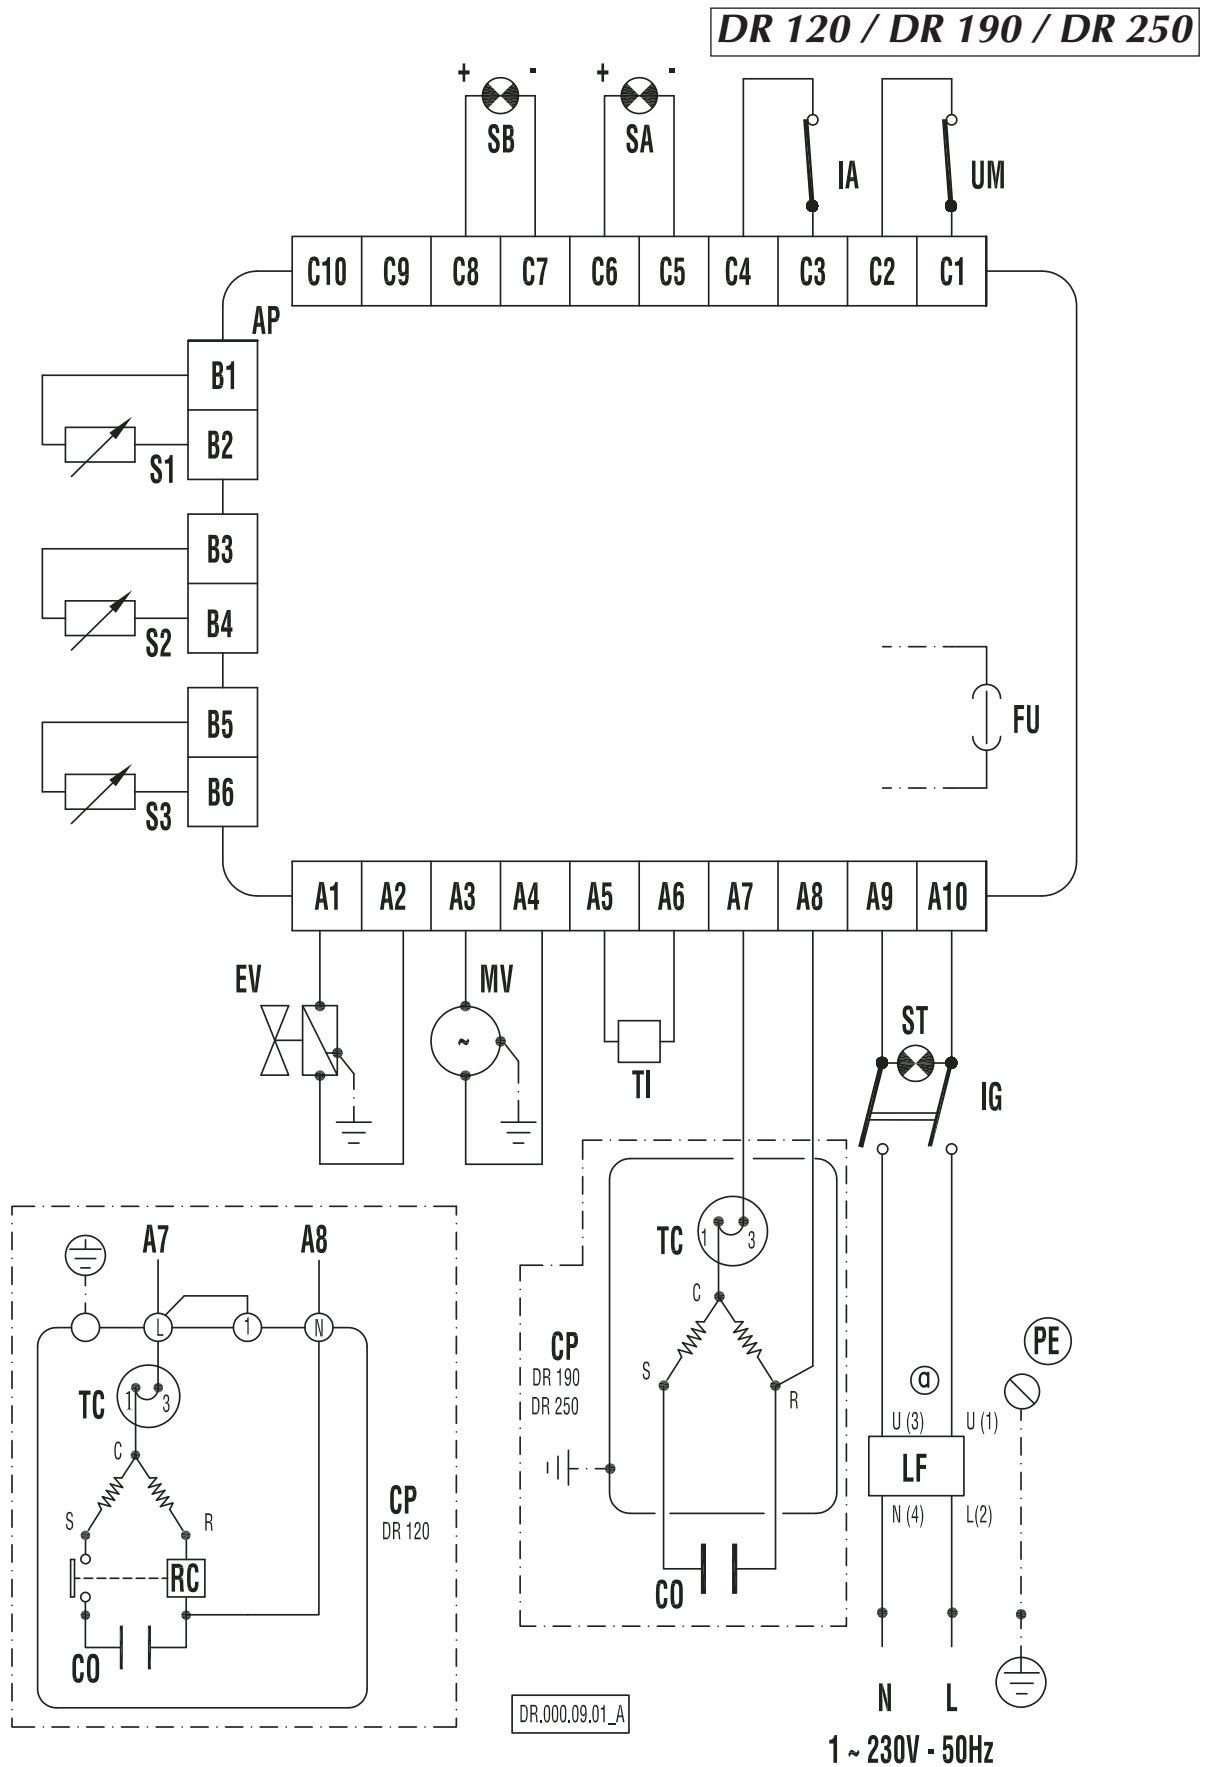 DR 120 / DR 190 / DR 250
+ - + -
SB SA
IA UM
C10 C9 C8 C7 C6 C5 C4 C3 C2 C1
AP
B1
B2
S1
B3
B4
S2
B5
B6
S3
FU
A1 A2 A3 A4 A5 A6 A7 A8 A9 A10
EV MV
~
TI
ST
IG
A7 A8
L 1 N
TC
1 3
C
S R
RC
CO
CP
DR 120
TC
1 3
C
S R
CP
DR 190
DR 250
CO
PE
a
U (3) U (1)
LF
N (4) L(2)
N L
1 ~ 230V - 50Hz
DR.000.09.01_A